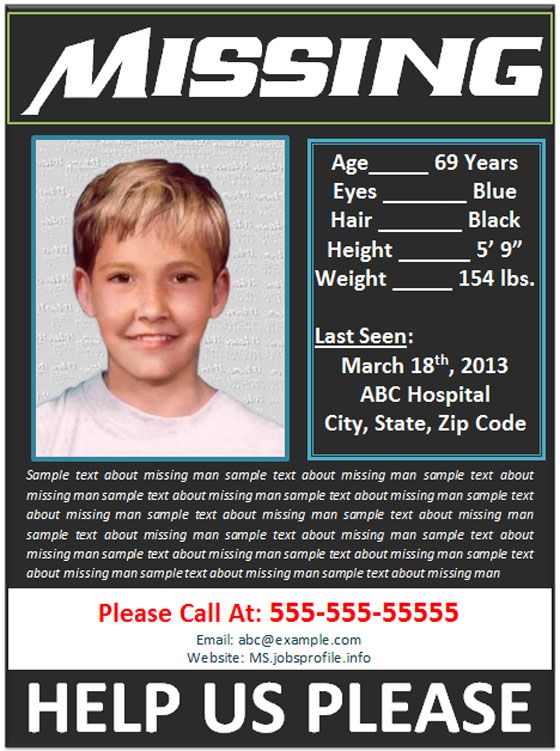 MISSING
Age_____ 69 Years
Eyes _______ Blue
Hair _______ Black
Height ______ 5’ 9”
Weight _____ 154 lbs.
Last Seen:
March 18th, 2013
ABC Hospital
City, State, Zip Code
Sample text about missing man sample text about missing man sample text about
missing man sample text about missing man sample text about missing man sample text
about missing man sample text about missing man sample text about missing man
sample text about missing man sample text about missing man sample text about
missing man sample text about missing man sample text about missing man sample text
about missing man sample text about missing man sample text about missing man
Please Call At: 555-555-55555
Email: abc@example.com
Website: MS.jobsprofile.info
HELP US PLEASE